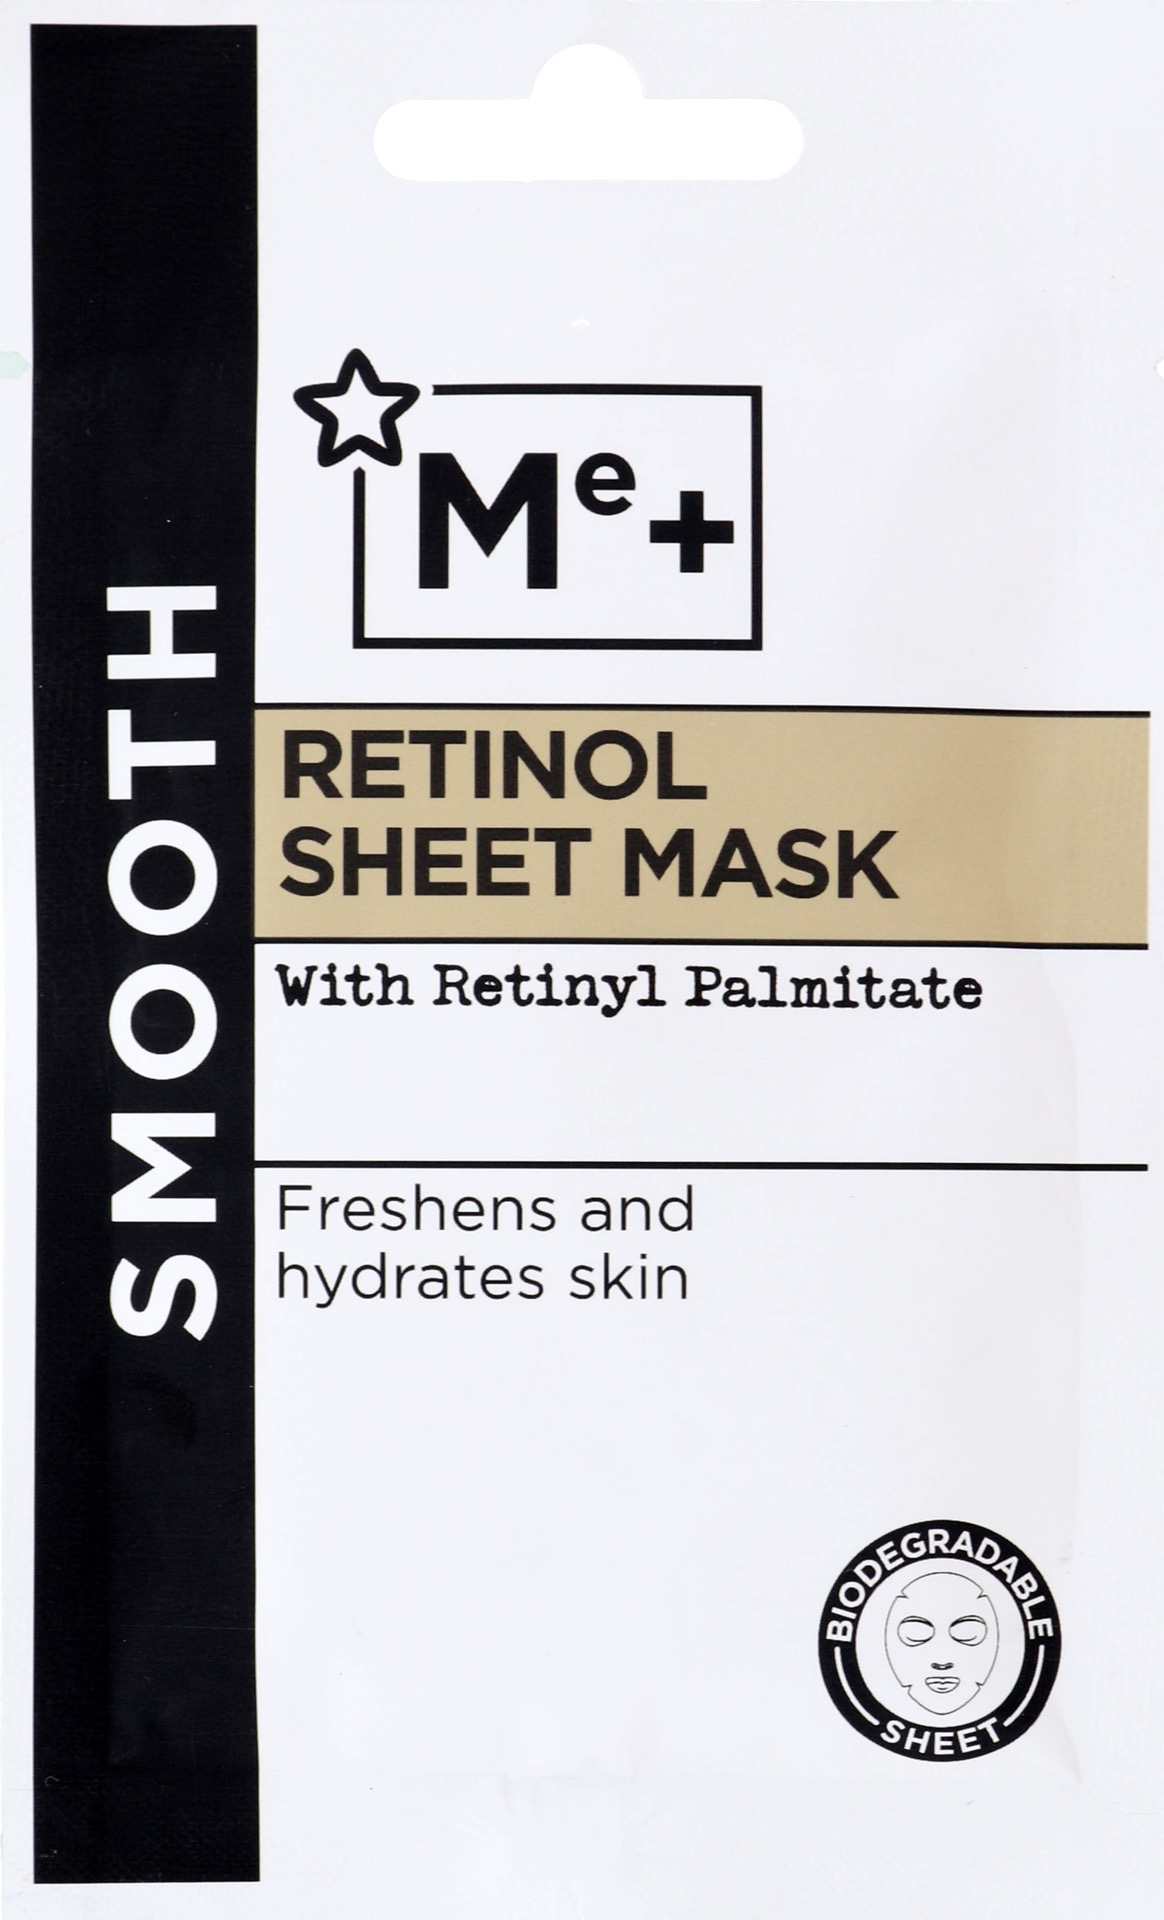 SMOOTH
Me+
RETINOL
SHEET MASK
With Retinyl Palmitate
Freshens and
hydrates skin
BIODEGRADABLE
SHEET